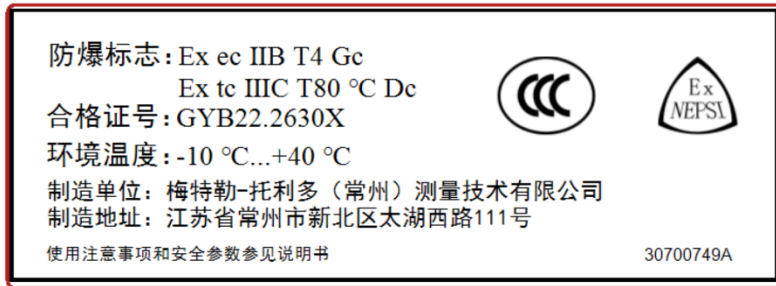 防爆标志：Ex ec IIB T4 Gc
Ex tc IIIC T80 ℃ Dc
合格证号：GYB22.2630X
环境温度：-10 ℃...+40 ℃
制造单位：梅特勒-托利多（常州）测量技术有限公司
制造地址：江苏省常州市新北区太湖西路111号
使用注意事项和安全参数参见说明书
30700749A
CCC
Ex
NEPSI